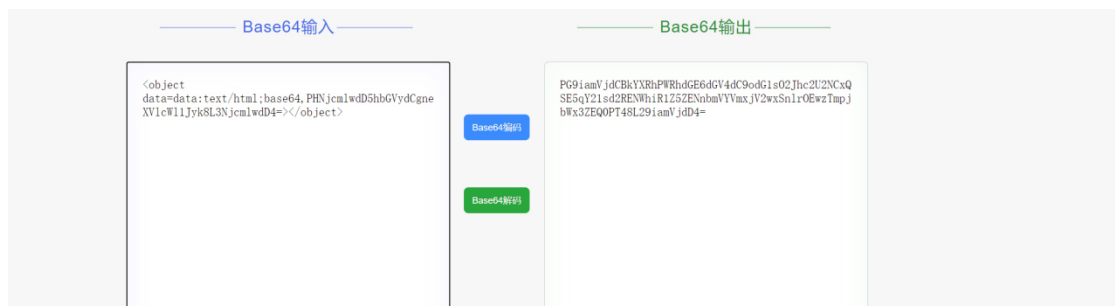 Base64输入
Base64输出
<object
data=data:text/html;base64,PHNjcmlwdD5hbGVydCgne
XVlcWl1Jyk8L3NjcmlwdD4=></object>
PG9iamVjdCBkYXRhPWRhdGE6dGV4dC9odG1sO2Jhc2U2NCxQ
SE5qY21sd2RENWhiR1Z5ZENnbmVYVmxjV2wxSnlrOEwzTmpj
bWx3ZEQ0PT48L29iamVjdD4=
Base64编码
Base64解码